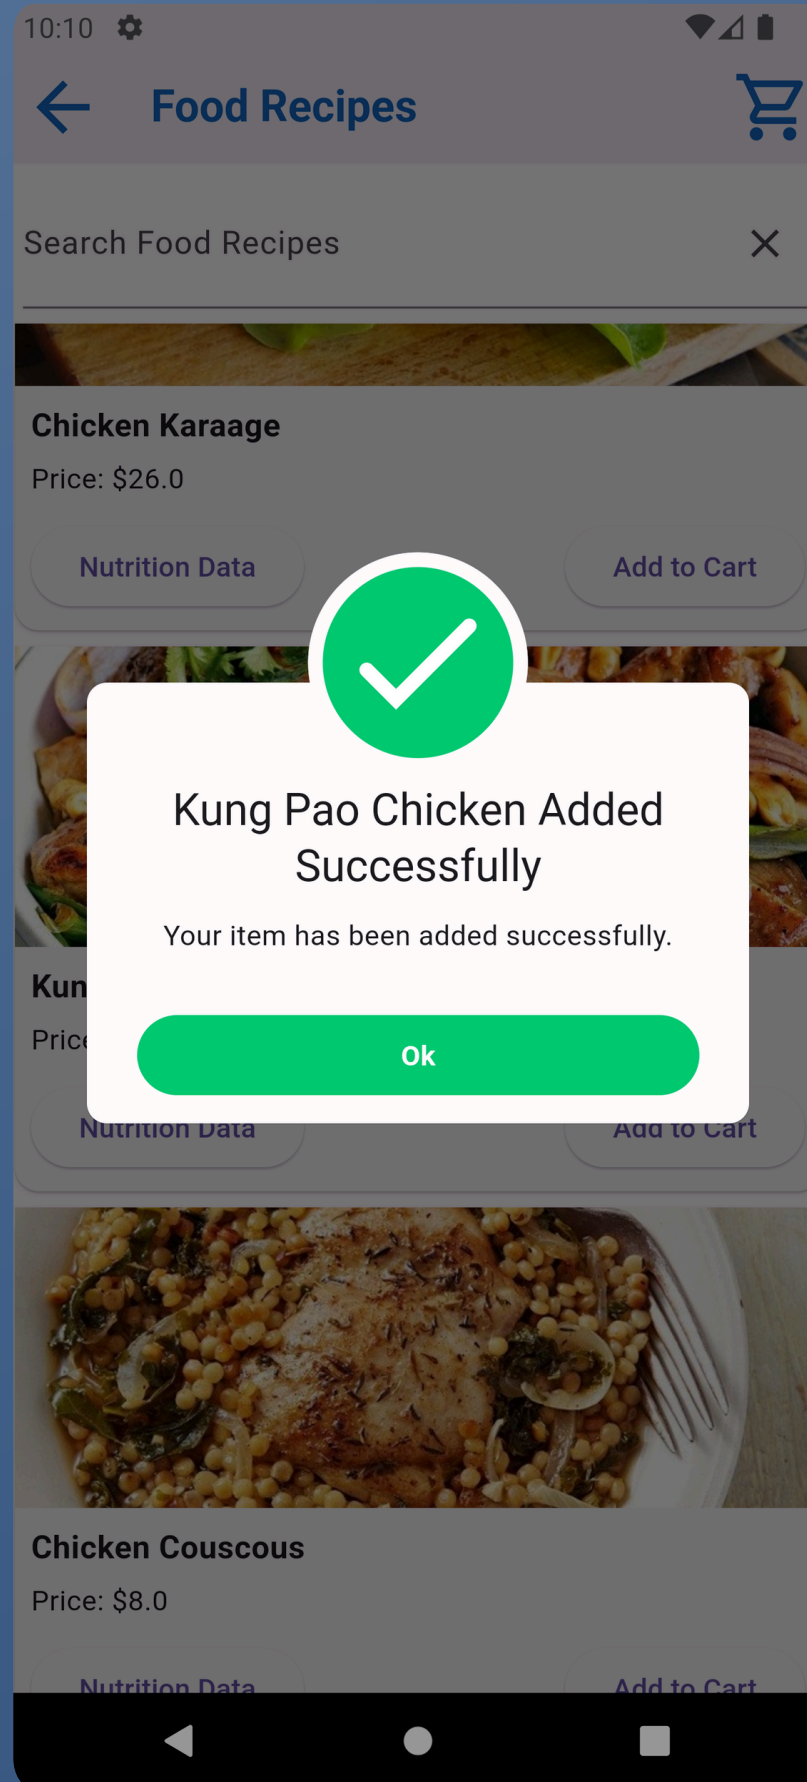 10:10
Food Recipes
Search Food Recipes
Chicken Karaage
Price: $26.0
Nutrition Data
Add to Cart
Kung Pao Chicken Added
Successfully
Your item has been added successfully.
Kun
Ok
Nutrition Data
Add to Cart
Chicken Couscous
Price: $8.0
Nutrition Data
Add to Cart